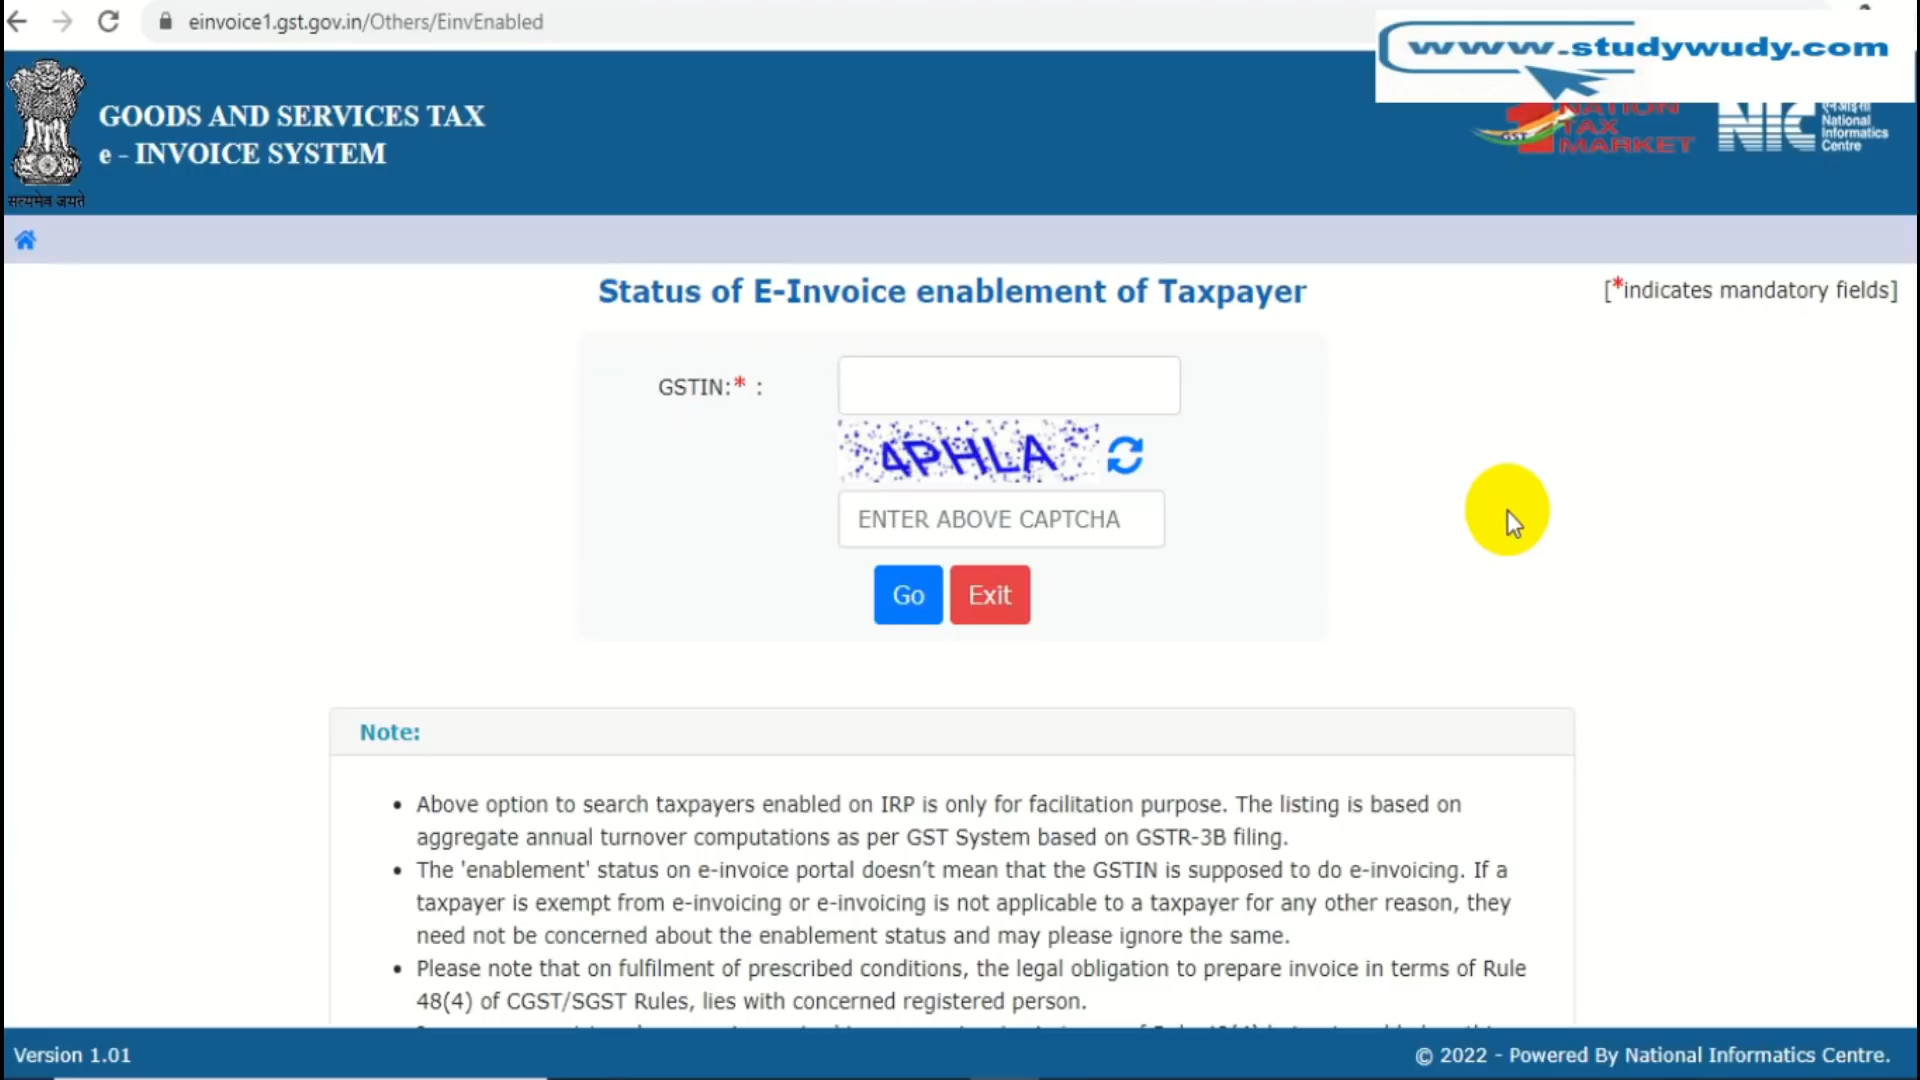 einvoice1.gst.gov.in/Others/EinvEnabled
www.studywudy.com
GOODS AND SERVICES TAX
e - INVOICE SYSTEM
सत्यमेव जयते
GST
NATION
TAX
MARKET
NIC
एनआईसी
National
Informatics
Centre
Status of E-Invoice enablement of Taxpayer
[*indicates mandatory fields]
GSTIN:* :
4PHLA
ENTER ABOVE CAPTCHA
Go Exit
Note:
• Above option to search taxpayers enabled on IRP is only for facilitation purpose. The listing is based on
aggregate annual turnover computations as per GST System based on GSTR-3B filing.
• The 'enablement' status on e-invoice portal doesn’t mean that the GSTIN is supposed to do e-invoicing. If a
taxpayer is exempt from e-invoicing or e-invoicing is not applicable to a taxpayer for any other reason, they
need not be concerned about the enablement status and may please ignore the same.
• Please note that on fulfilment of prescribed conditions, the legal obligation to prepare invoice in terms of Rule
48(4) of CGST/SGST Rules, lies with concerned registered person.
Version 1.01
© 2022 - Powered By National Informatics Centre.